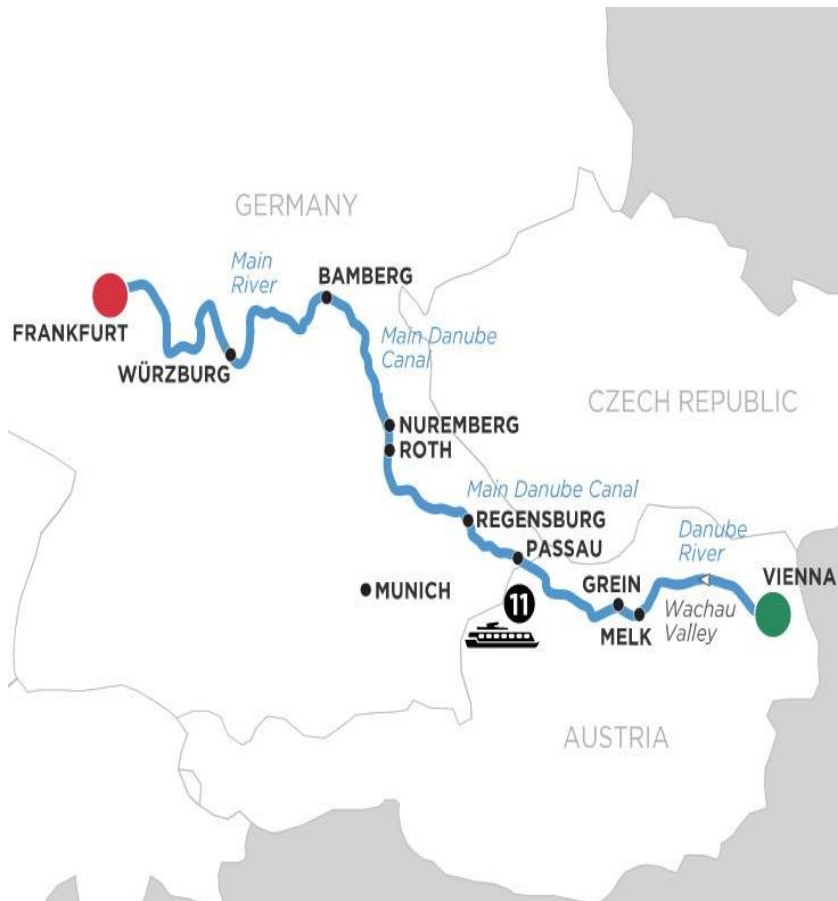 GERMANY
Main
River
BAMBERG
FRANKFURT
Main Danube
Canal
WÜRZBURG
CZECH REPUBLIC
NUREMBERG
ROTH
Main Danube Canal
REGENSBURG
Danube
River
PASSAU
VIENNA
GREIN
MUNICH
11
Wachau
Valley
MELK
AUSTRIA